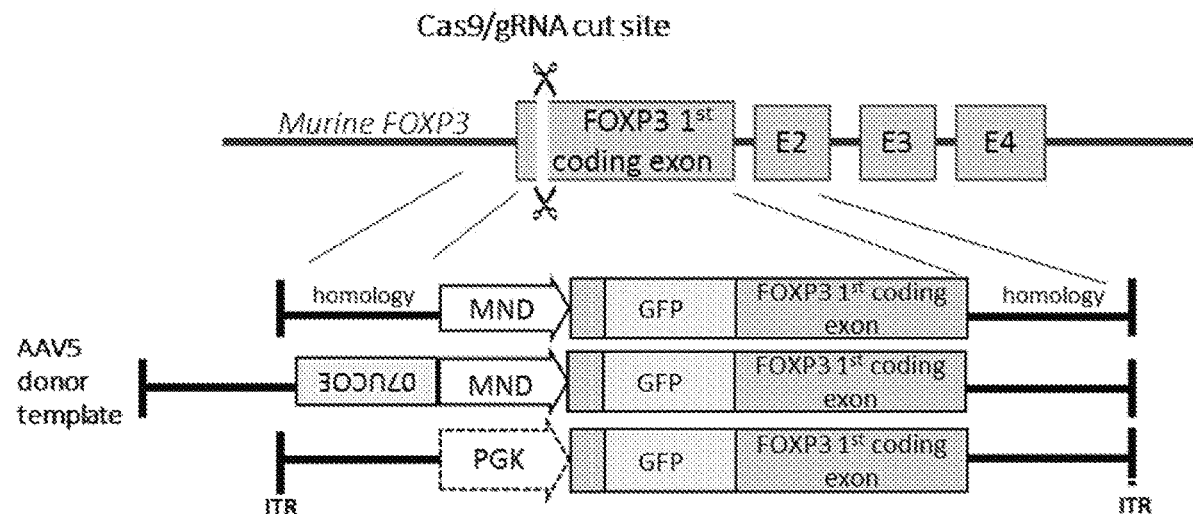 Cas9/gRNA cut site
Murine FOXP3
FOXP3 1st
coding exon
E2
E3
E4
homology
MND
GFP
FOXP3 1st coding
exon
homology
AAV5
donor
template
07UCOE
MND
GFP
FOXP3 1st coding
exon
PGK
GFP
FOXP3 1st coding
exon
ITR
ITR